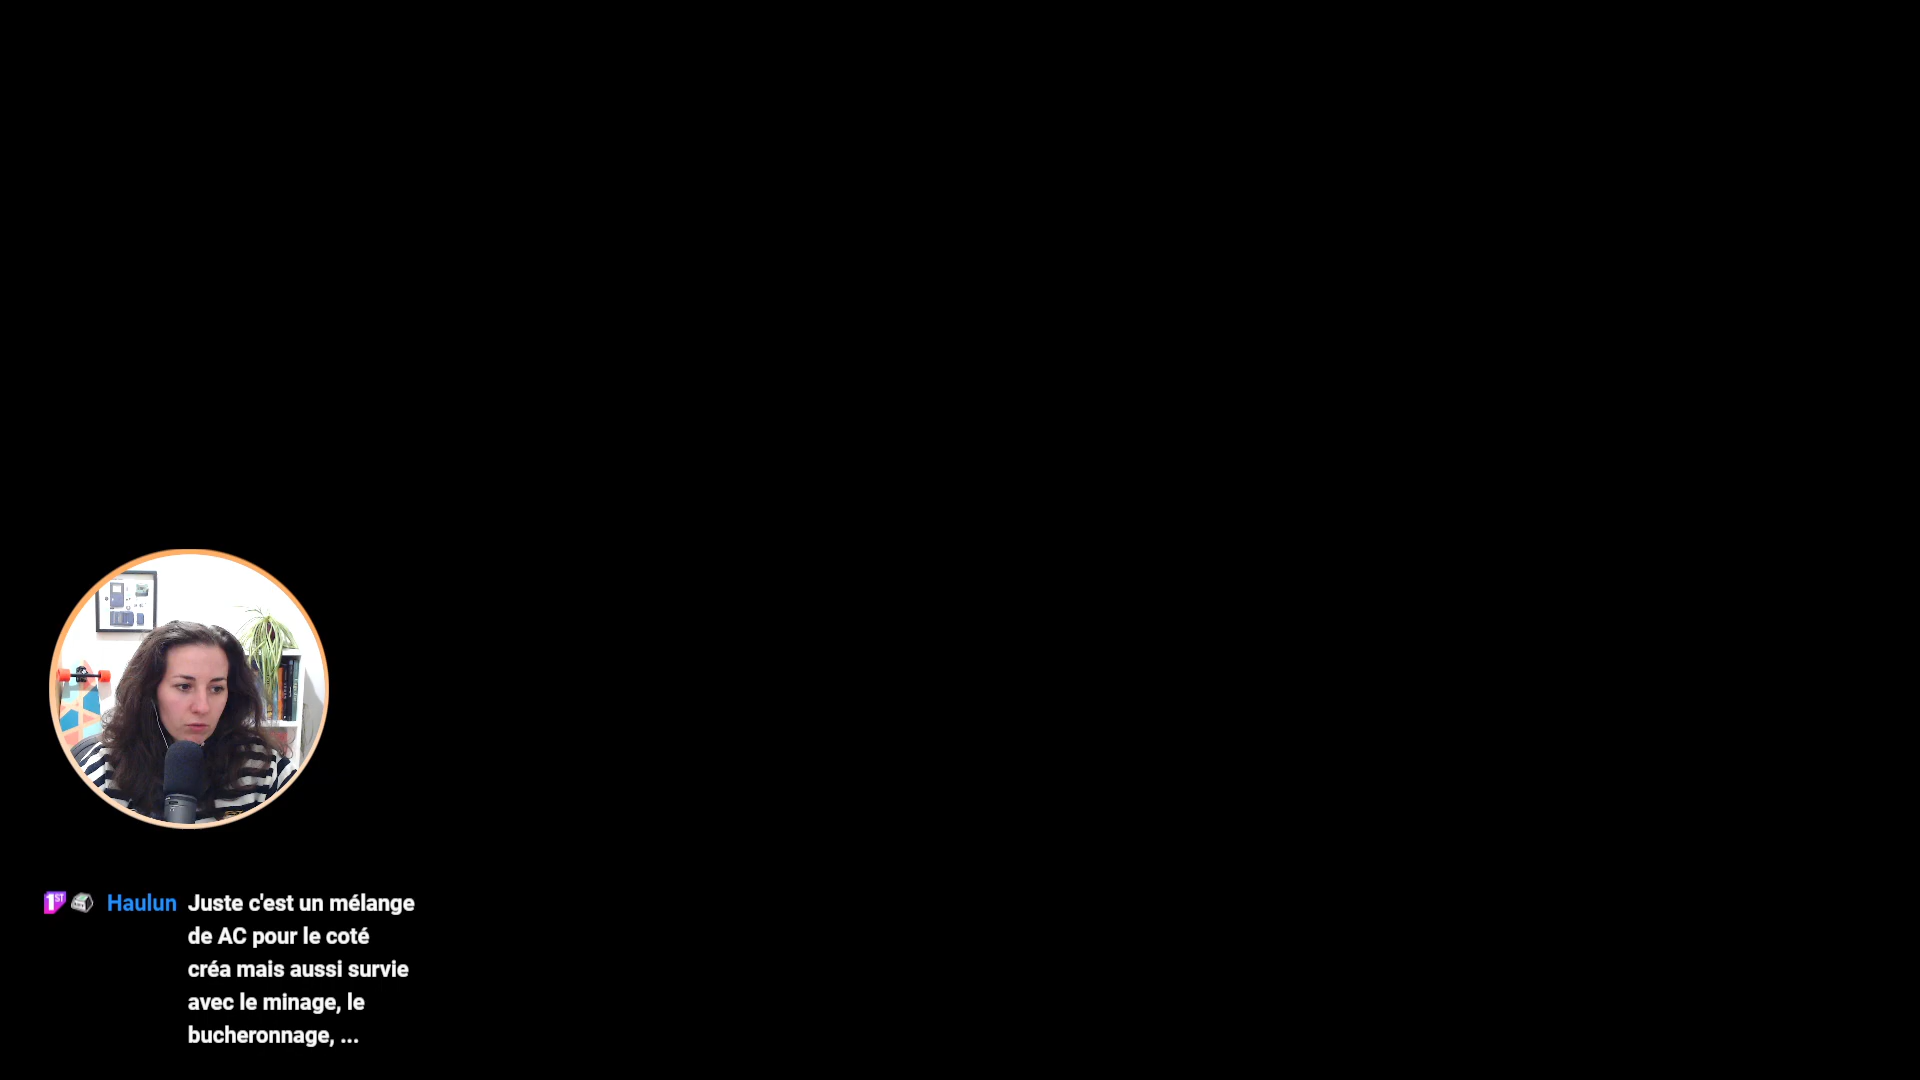 1ST Haulun Juste c'est un mélange
de AC pour le coté
créa mais aussi survie
avec le minage, le
bucheronnage, ...